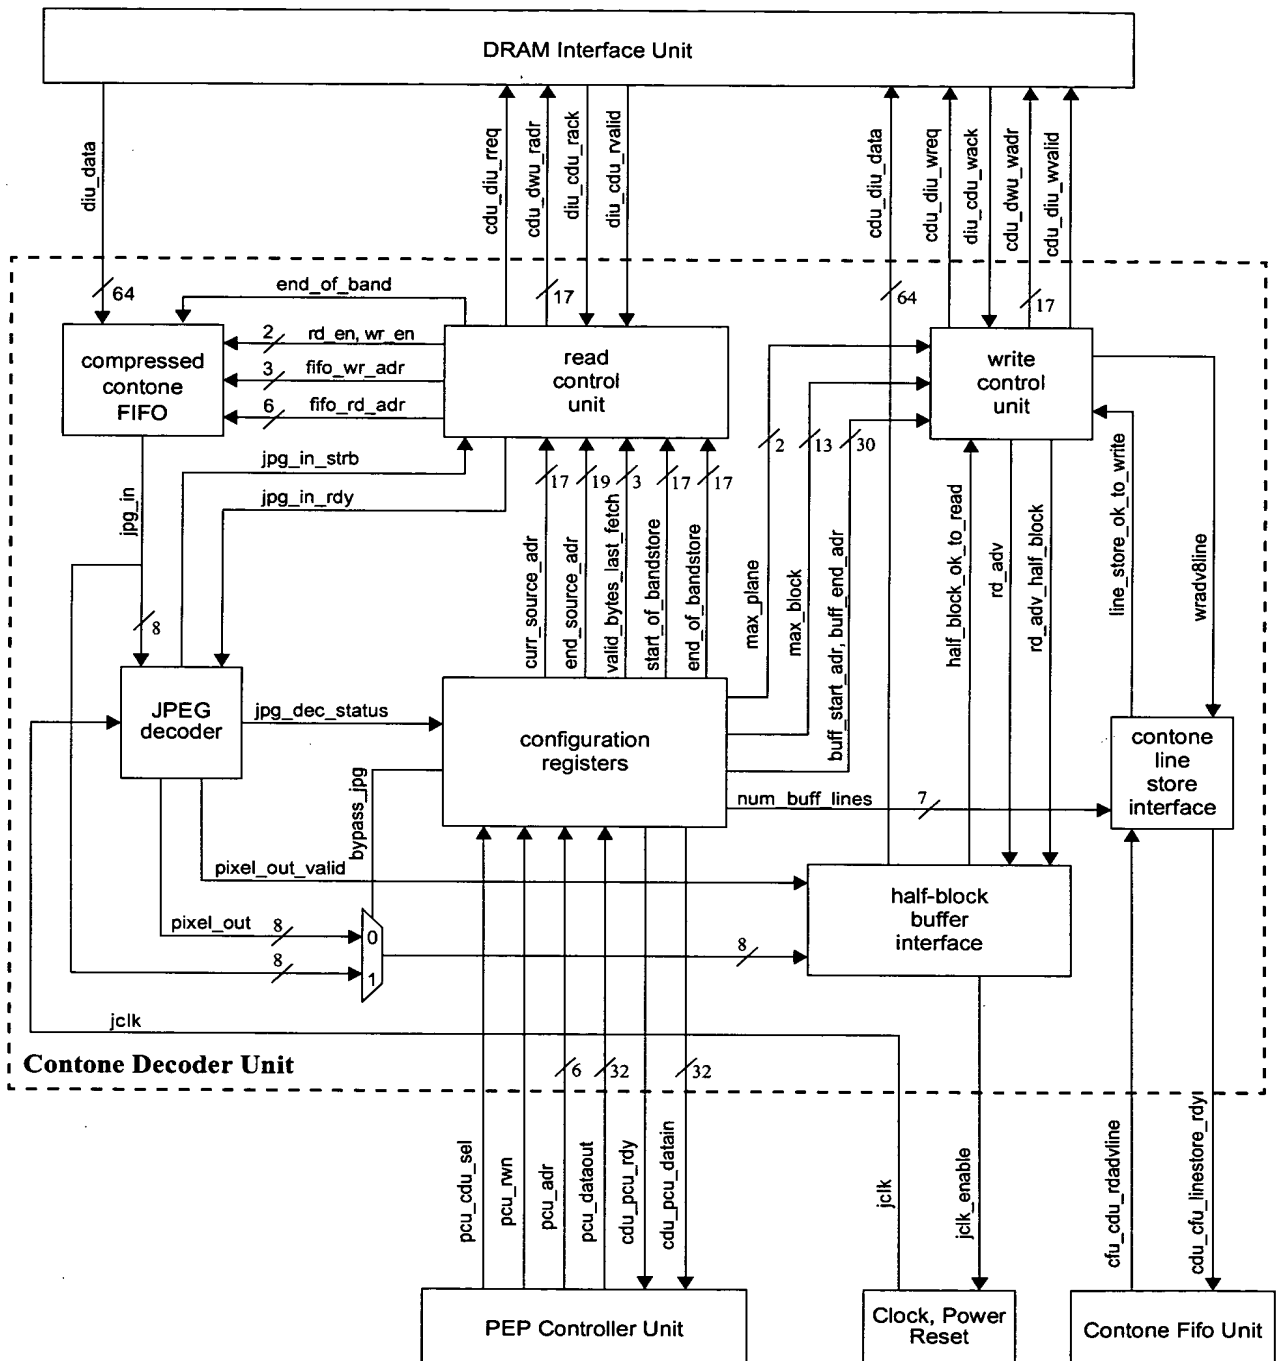 DRAM Interface Unit
diu_data
cdu_diu_rreq
cdu_dwu_radr
diu_cdu_rack
diu_cdu_rvalid
cdu_diu_data
cdu_diu_wreq
diu_cdu_wack
cdu_dwu_wadr
cdu_diu_wvalid
64
end_of_band
17
64
17
compressed
contone
FIFO
2
rd_en, wr_en
3
fifo_wr_adr
6
fifo_rd_adr
read
control
unit
write
control
unit
jpg_in_strb
jpg_in_rdy
jpg_in
8
17
19
3
17
17
2
13
30
curr_source_adr
end_source_adr
valid_bytes_last_fetch
start_of_bandstore
end_of_bandstore
max_plane
max_block
buff_start_adr, buff_end_adr
half_block_ok_to_read
rd_adv
rd_adv_half_block
line_store_ok_to_write
wradv8line
JPEG
decoder
jpg_dec_status
configuration
registers
contone
line
store
interface
num_buff_lines
7
bypass_jpg
pixel_out_valid
pixel_out
8
0
8
1
8
half-block
buffer
interface
jclk
Contone Decoder Unit
6
32
32
pcu_cdu_sel
pcu_rwn
pcu_adr
pcu_dataout
cdu_pcu_rdy
cdu_pcu_datain
jclk
jclk_enable
cfu_cdu_rdadvline
cdu_cfu_linestore_rdy
PEP Controller Unit
Clock, Power
Reset
Contone Fifo Unit